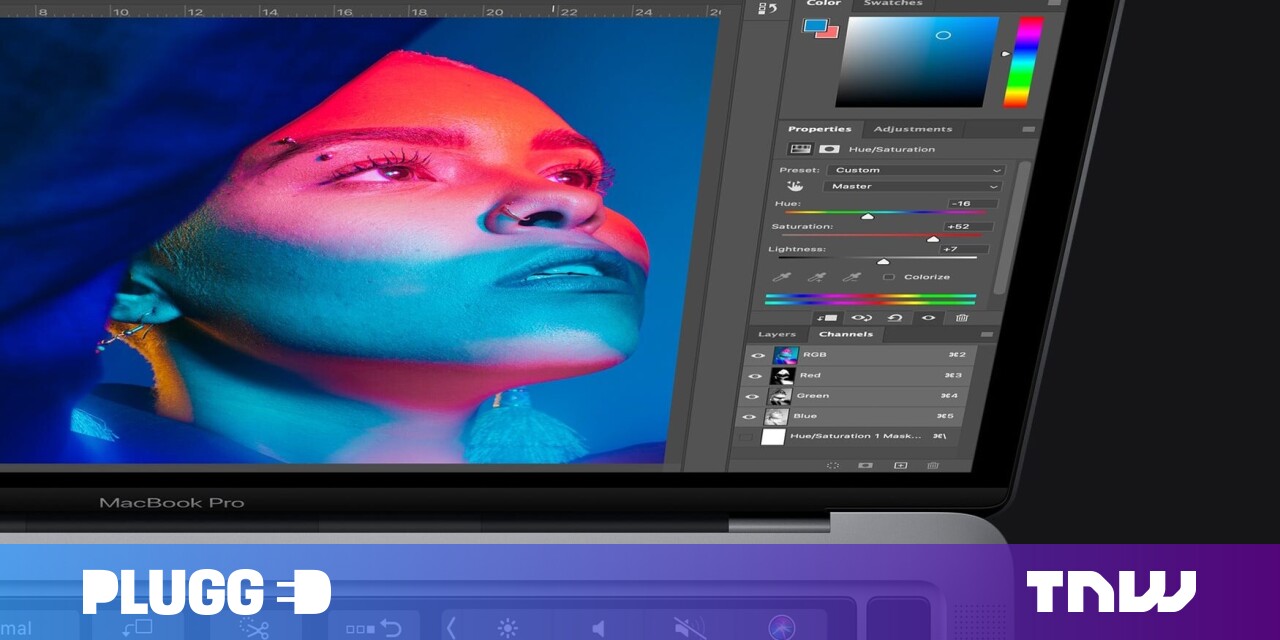 8 10 12 14 16 18 20 22 24 26
Color Swatches
Properties Adjustments
Hue/Saturation
Preset: Custom
Master
Hue: -16
Saturation: +52
Lightness: +7
Colorize
Layers Channels
RGB ⌘2
Red ⌘3
Green ⌘4
Blue ⌘5
Hue/Saturation 1 Mask... ⌘\
MacBook Pro
PLUGGED
TNW
mal